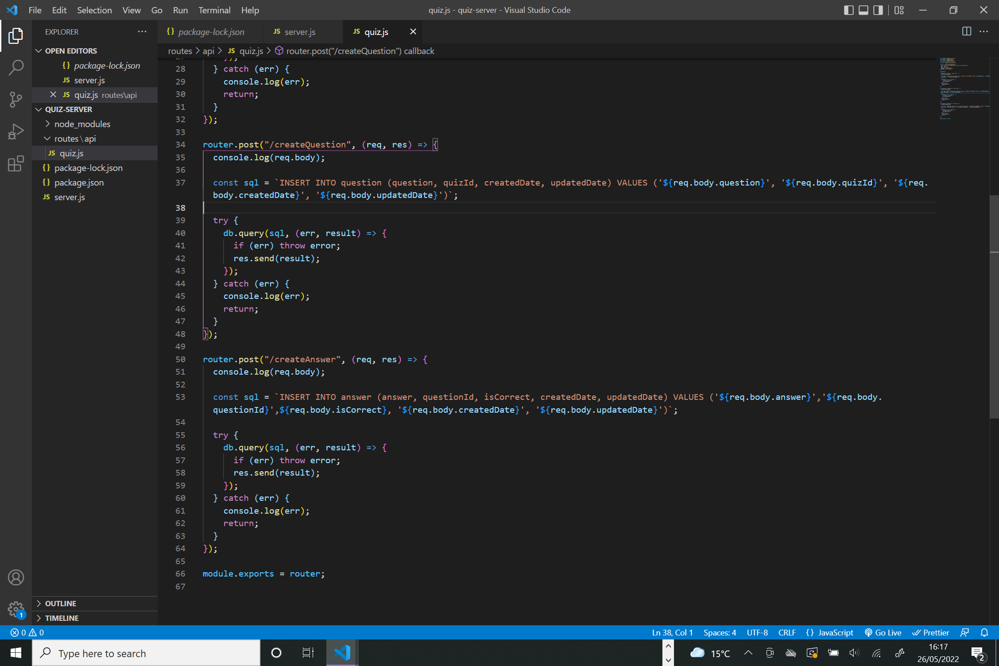 File Edit Selection View Go Run Terminal Help
quiz.js - quiz-server - Visual Studio Code
EXPLORER
OPEN EDITORS
{} package-lock.json
JS server.js
JS quiz.js routes\api
QUIZ-SERVER
node_modules
routes\api
JS quiz.js
{} package-lock.json
{} package.json
JS server.js
OUTLINE
TIMELINE
{} package-lock.json JS server.js JS quiz.js
routes > api > JS quiz.js > router.post("/createQuestion") callback
28 } catch (err) {
29 console.log(err);
30 return;
31 }
32 });
33
34 router.post("/createQuestion", (req, res) => {
35 console.log(req.body);
36
37 const sql = `INSERT INTO question (question, quizId, createdDate, updatedDate) VALUES ('${req.body.question}', '${req.body.quizId}', '${req.
body.createdDate}', '${req.body.updatedDate}')`;
38
39 try {
40 db.query(sql, (err, result) => {
41 if (err) throw error;
42 res.send(result);
43 });
44 } catch (err) {
45 console.log(err);
46 return;
47 }
48 });
49
50 router.post("/createAnswer", (req, res) => {
51 console.log(req.body);
52
53 const sql = `INSERT INTO answer (answer, questionId, isCorrect, createdDate, updatedDate) VALUES ('${req.body.answer}','${req.body.
questionId}',${req.body.isCorrect}, '${req.body.createdDate}', '${req.body.updatedDate}')`;
54
55 try {
56 db.query(sql, (err, result) => {
57 if (err) throw error;
58 res.send(result);
59 });
60 } catch (err) {
61 console.log(err);
62 return;
63 }
64 });
65
66 module.exports = router;
67
1
0 0
Ln 38, Col 1 Spaces: 4 UTF-8 CRLF {} JavaScript Go Live Prettier
Type here to search
15°C
16:17
26/05/2022
2